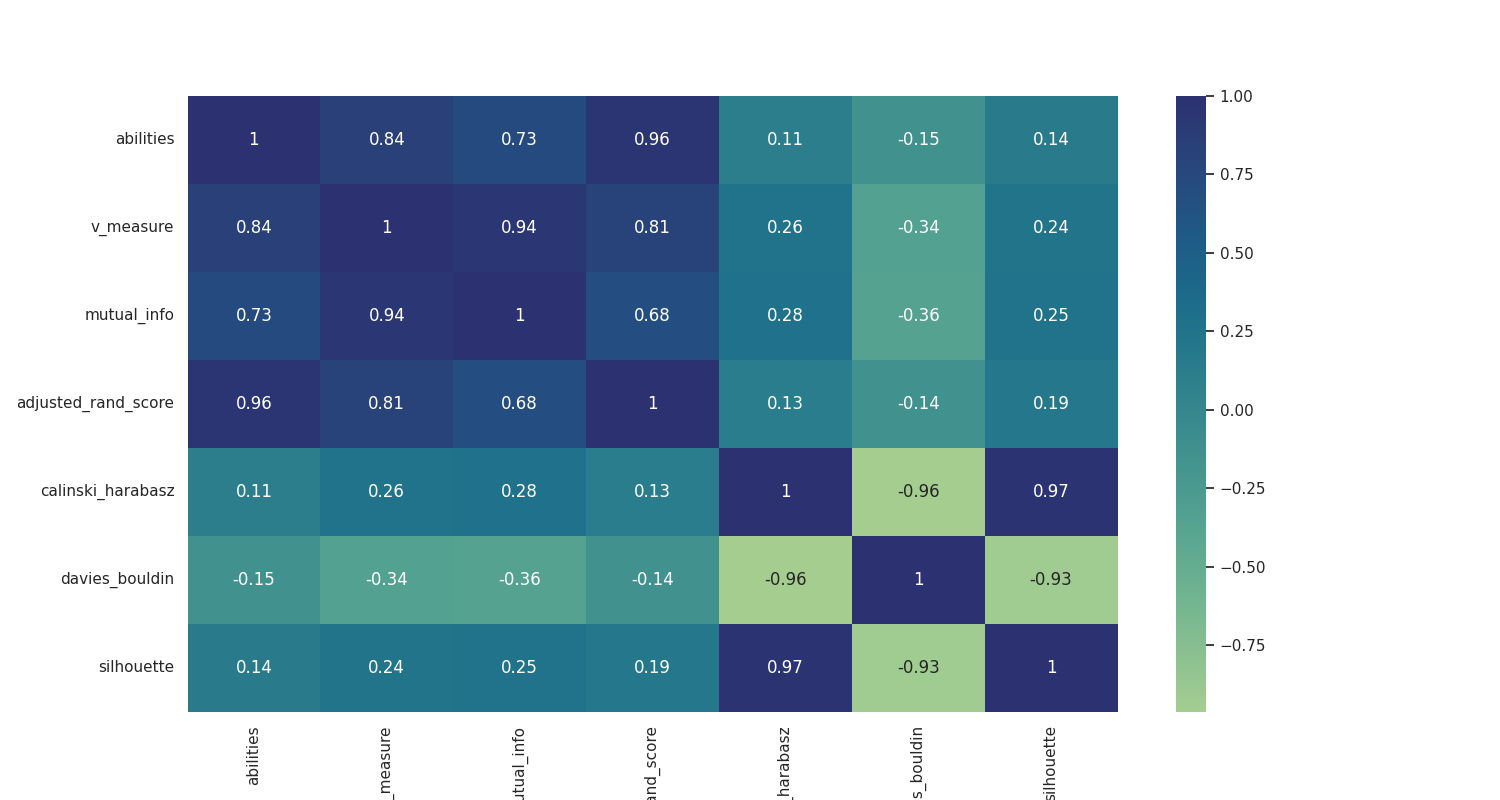 abilities 1 0.84 0.73 0.96 0.11 -0.15 0.14
v_measure 0.84 1 0.94 0.81 0.26 -0.34 0.24
mutual_info 0.73 0.94 1 0.68 0.28 -0.36 0.25
adjusted_rand_score 0.96 0.81 0.68 1 0.13 -0.14 0.19
calinski_harabasz 0.11 0.26 0.28 0.13 1 -0.96 0.97
davies_bouldin -0.15 -0.34 -0.36 -0.14 -0.96 1 -0.93
silhouette 0.14 0.24 0.25 0.19 0.97 -0.93 1
abilities
_measure
utual_info
and_score
_harabasz
s_bouldin
silhouette
1.00
0.75
0.50
0.25
0.00
−0.25
−0.50
−0.75